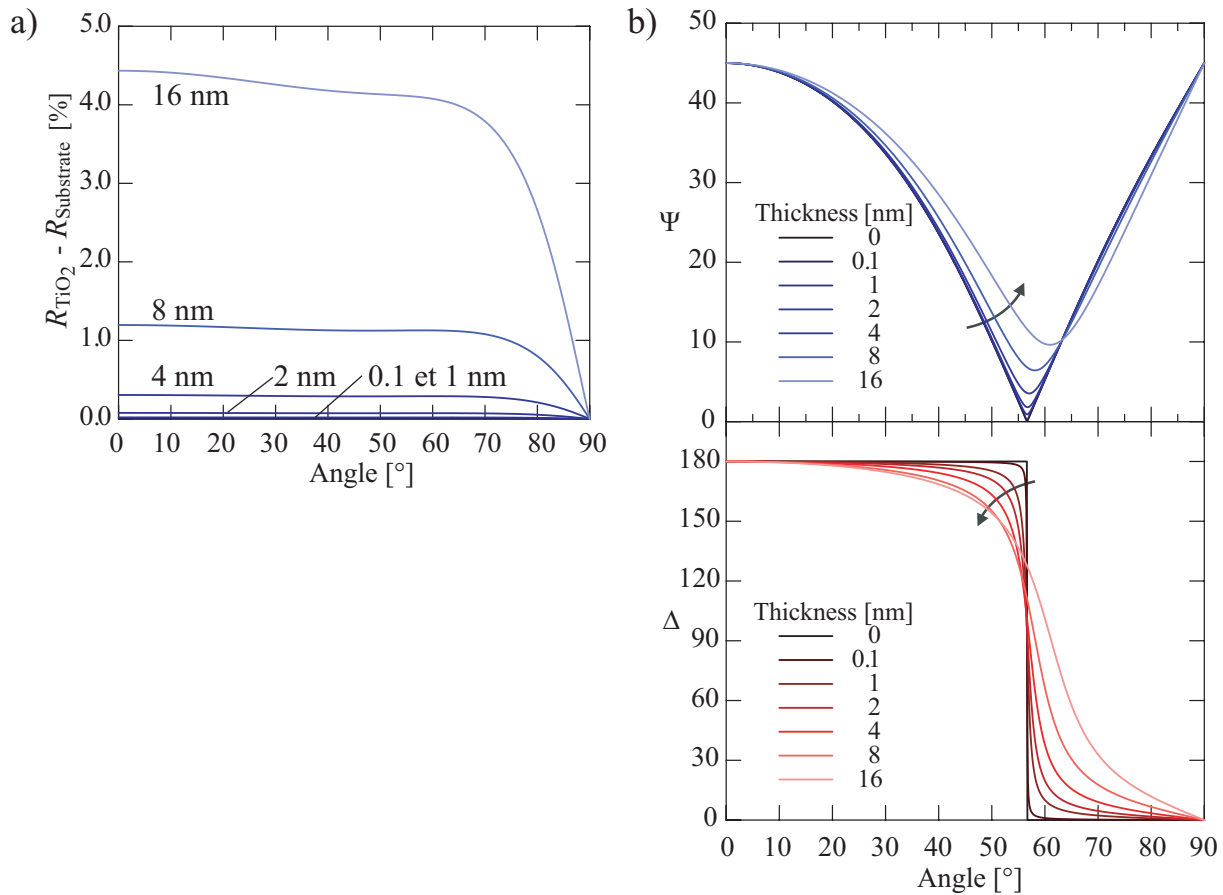 a)
R_TiO2 - R_Substrate [%]
5.0
4.0
3.0
2.0
1.0
0.0
16 nm
8 nm
4 nm
2 nm
0.1 et 1 nm
0 10 20 30 40 50 60 70 80 90
Angle [°]
b)
Ψ
50
40
30
20
10
0
Thickness [nm]
0
0.1
1
2
4
8
16
Δ
180
150
120
90
60
30
0
Thickness [nm]
0
0.1
1
2
4
8
16
0 10 20 30 40 50 60 70 80 90
Angle [°]